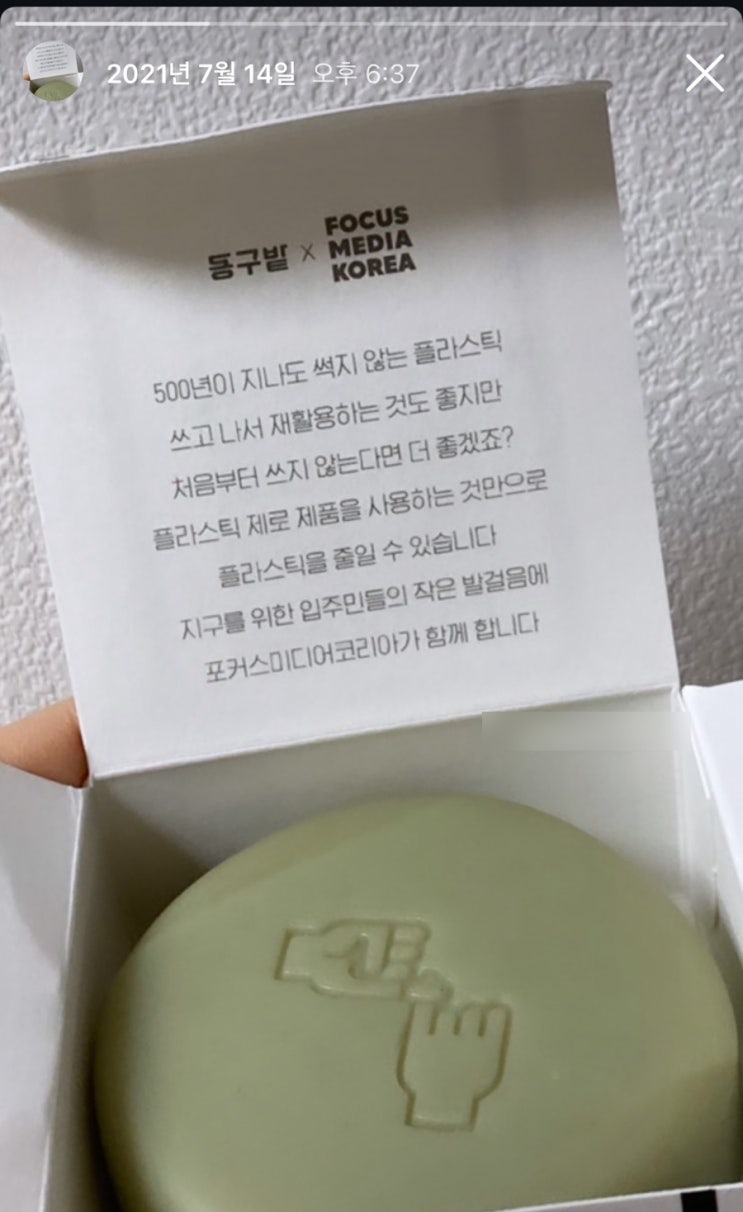 2021년 7월 14일 오후 6:37
동구밭 × FOCUS MEDIA KOREA
500년이 지나도 썩지 않는 플라스틱
쓰고 나서 재활용하는 것도 좋지만
처음부터 쓰지 않는다면 더 좋겠죠?
플라스틱 제로 제품을 사용하는 것만으로
플라스틱을 줄일 수 있습니다
지구를 위한 입주민들의 작은 발걸음에
포커스미디어코리아가 함께 합니다